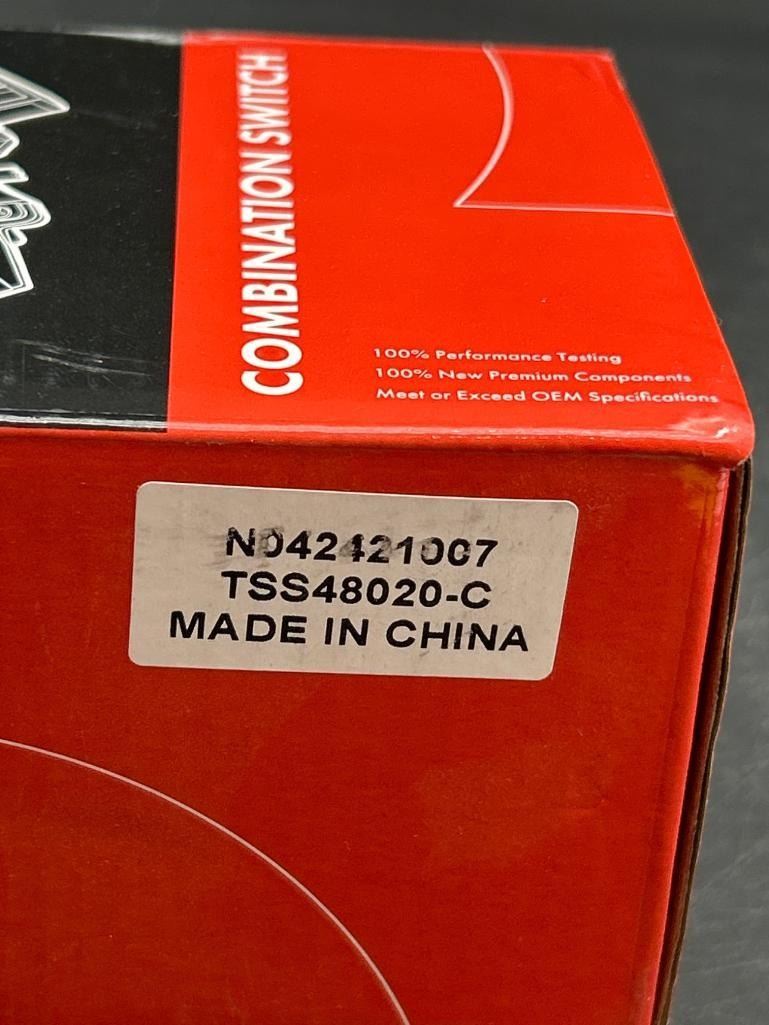 COMBINATION SWITCH
100% Performance Testing
100% New Premium Components
Meet or Exceed OEM Specifications
N042421007
TSS48020-C
MADE IN CHINA